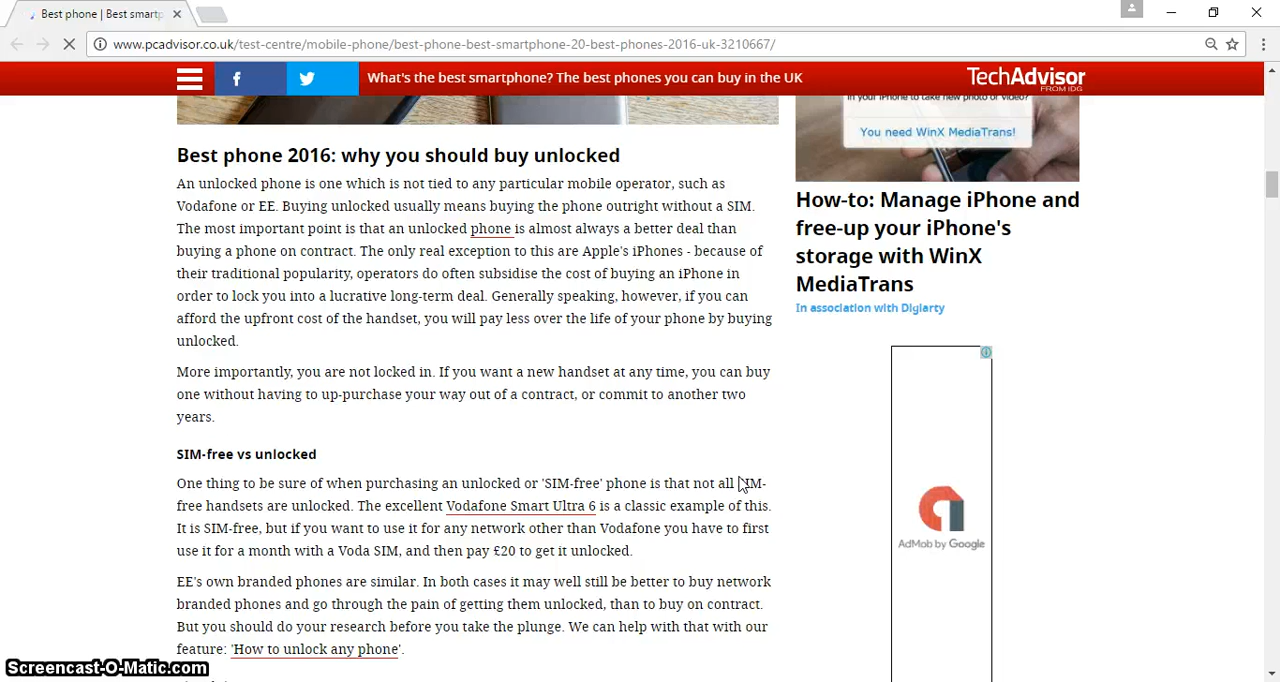 Best phone | Best smartp
www.pcadvisor.co.uk/test-centre/mobile-phone/best-phone-best-smartphone-20-best-phones-2016-uk-3210667/
f
What's the best smartphone? The best phones you can buy in the UK
TechAdvisor
FROM IDG
in your iPhone to take new photo or video?
You need WinX MediaTrans!
Best phone 2016: why you should buy unlocked
An unlocked phone is one which is not tied to any particular mobile operator, such as
Vodafone or EE. Buying unlocked usually means buying the phone outright without a SIM.
The most important point is that an unlocked phone is almost always a better deal than
buying a phone on contract. The only real exception to this are Apple's iPhones - because of
their traditional popularity, operators do often subsidise the cost of buying an iPhone in
order to lock you into a lucrative long-term deal. Generally speaking, however, if you can
afford the upfront cost of the handset, you will pay less over the life of your phone by buying
unlocked.
More importantly, you are not locked in. If you want a new handset at any time, you can buy
one without having to up-purchase your way out of a contract, or commit to another two
years.
SIM-free vs unlocked
One thing to be sure of when purchasing an unlocked or 'SIM-free' phone is that not all SIM-
free handsets are unlocked. The excellent Vodafone Smart Ultra 6 is a classic example of this.
It is SIM-free, but if you want to use it for any network other than Vodafone you have to first
use it for a month with a Voda SIM, and then pay £20 to get it unlocked.
EE's own branded phones are similar. In both cases it may well still be better to buy network
branded phones and go through the pain of getting them unlocked, than to buy on contract.
But you should do your research before you take the plunge. We can help with that with our
feature: 'How to unlock any phone'.
How-to: Manage iPhone and
free-up your iPhone's
storage with WinX
MediaTrans
In association with Digiarty
AdMob by Google
Screencast-O-Matic.com